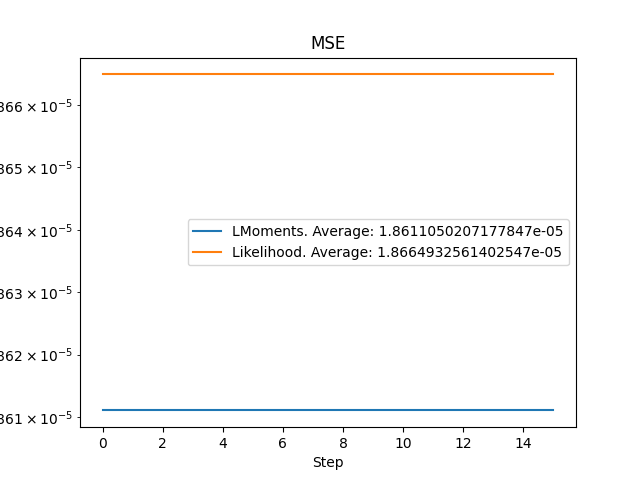 MSE
366 × 10⁻⁵
365 × 10⁻⁵
364 × 10⁻⁵
363 × 10⁻⁵
362 × 10⁻⁵
361 × 10⁻⁵
LMoments. Average: 1.8611050207177847e-05
Likelihood. Average: 1.8664932561402547e-05
0 2 4 6 8 10 12 14
Step